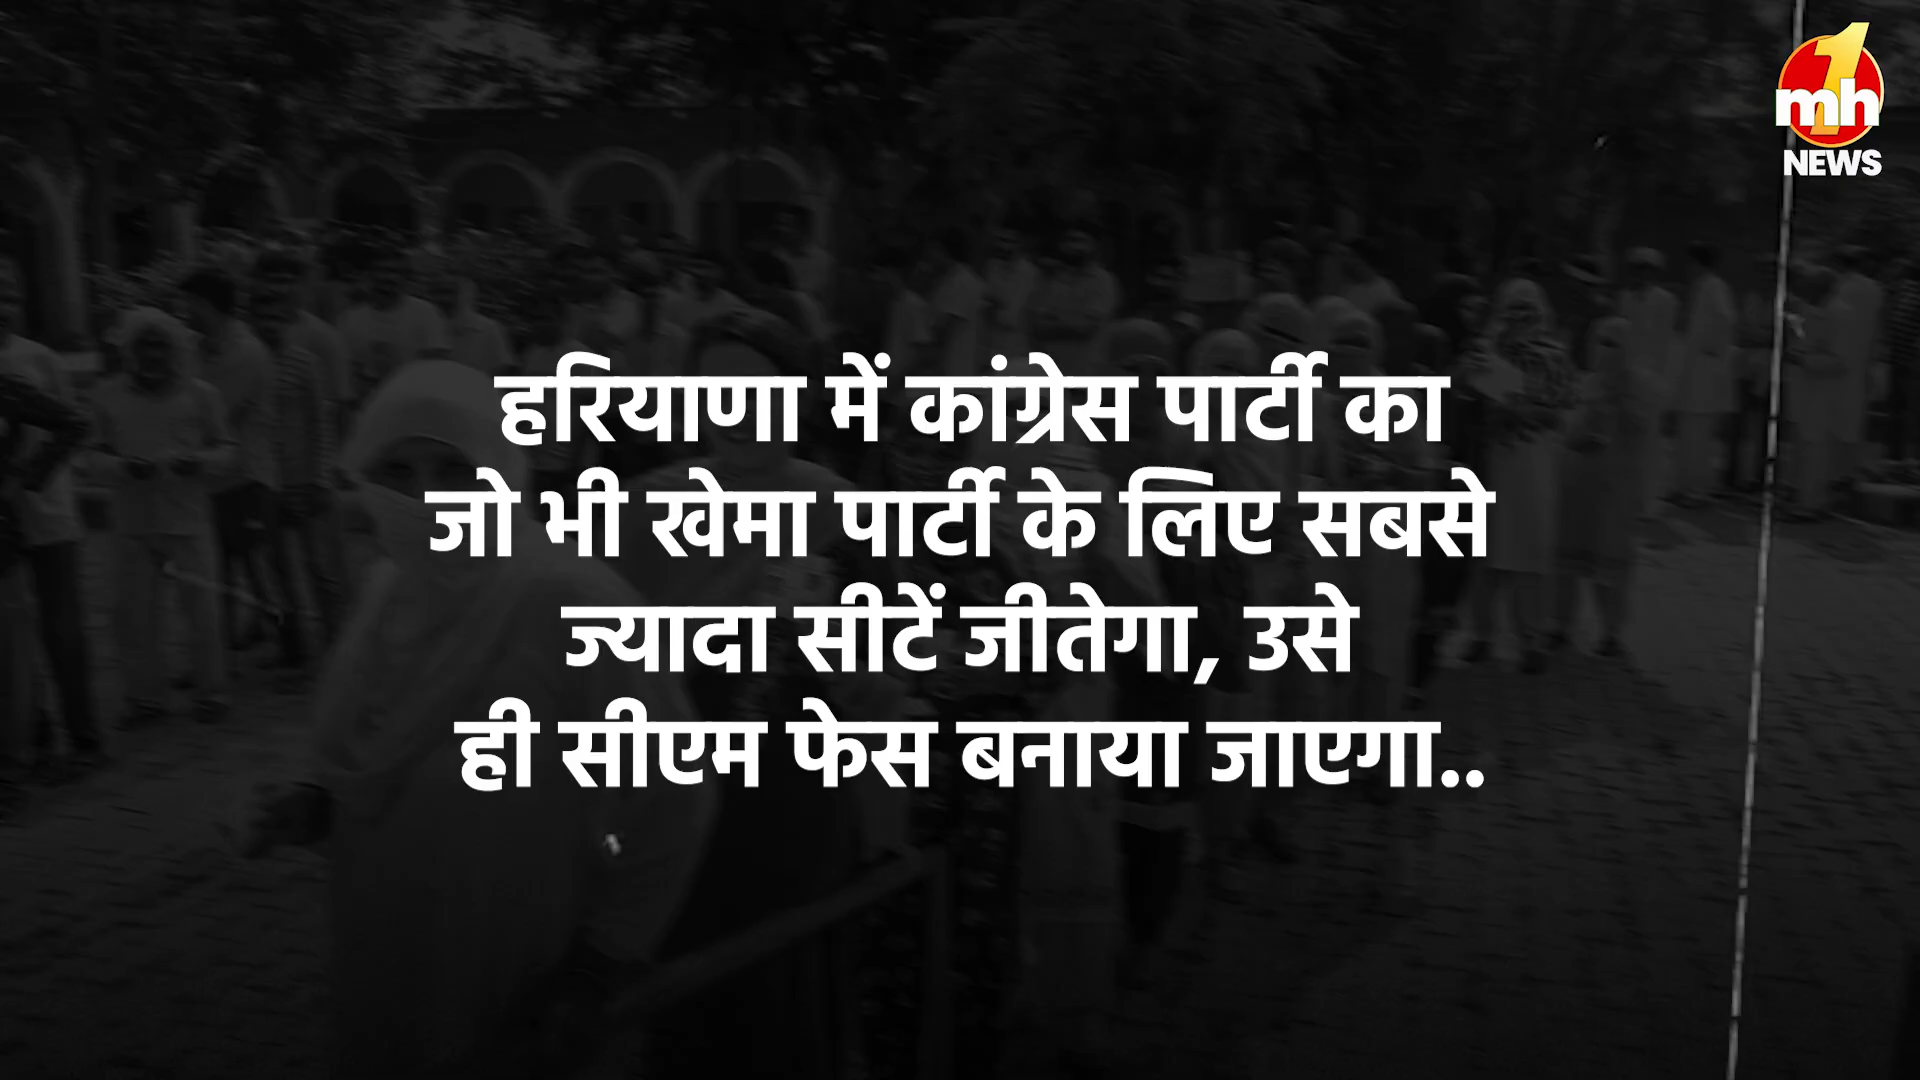 1
mh
NEWS
हरियाणा में कांग्रेस पार्टी का
जो भी खेमा पार्टी के लिए सबसे
ज्यादा सीटें जीतेगा, उसे
ही सीएम फेस बनाया जाएगा..